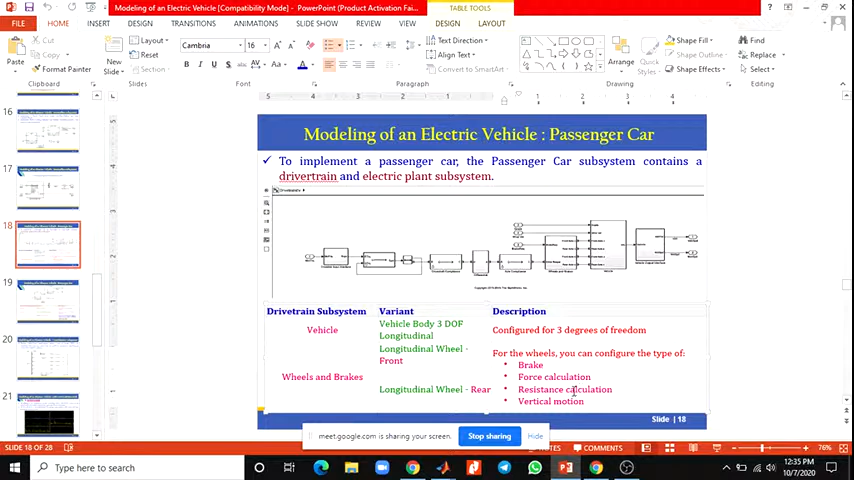 Modeling of an Electric Vehicle [Compatibility Mode] - PowerPoint (Product Activation Fai...
TABLE TOOLS
FILE HOME INSERT DESIGN TRANSITIONS ANIMATIONS SLIDE SHOW REVIEW VIEW DESIGN LAYOUT
Paste
Cut
Copy
Format Painter
Clipboard
New Slide
Layout
Reset
Section
Slides
Cambria 16
Font
Paragraph
Text Direction
Align Text
Convert to SmartArt
Arrange
Quick Styles
Shape Fill
Shape Outline
Shape Effects
Drawing
Find
Replace
Select
Editing
16
17
18
19
20
21
Modeling of an Electric Vehicle : Passenger Car
✓ To implement a passenger car, the Passenger Car subsystem contains a
drivertrain and electric plant subsystem.
Drivetrain Subsystem Variant Description
Vehicle
Vehicle Body 3 DOF
Longitudinal
Configured for 3 degrees of freedom
Wheels and Brakes
Longitudinal Wheel -
Front
Longitudinal Wheel - Rear
For the wheels, you can configure the type of:
• Brake
• Force calculation
• Resistance calculation
• Vertical motion
Slide | 18
meet.google.com is sharing your screen.
Stop sharing
Hide
SLIDE 18 OF 28
NOTES
COMMENTS
76%
Type here to search
12:35 PM
10/7/2020